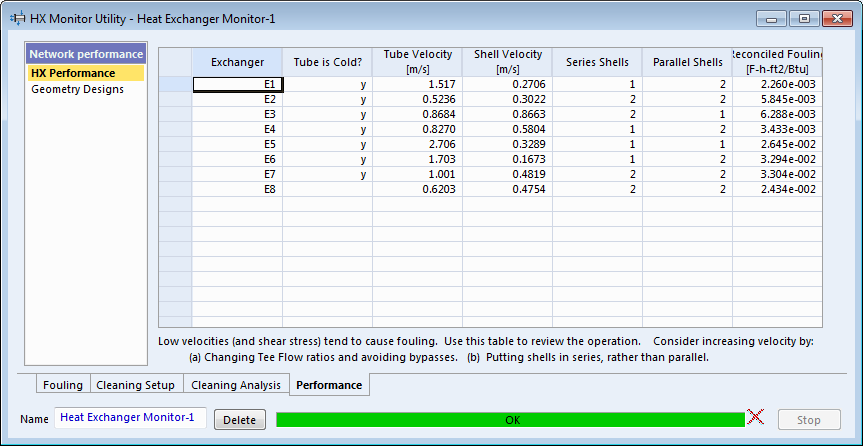 HX Monitor Utility - Heat Exchanger Monitor-1
Network performance
HX Performance
Geometry Designs
Exchanger Tube is Cold? Tube Velocity [m/s] Shell Velocity [m/s] Series Shells Parallel Shells Reconciled Fouling [F-h-ft2/Btu]
E1 y 1.517 0.2706 1 2 2.260e-003
E2 y 0.5236 0.3022 2 2 5.845e-003
E3 y 0.8684 0.8663 2 1 6.288e-003
E4 y 0.8270 0.5804 1 2 3.433e-003
E5 y 2.706 0.3289 1 1 2.645e-002
E6 y 1.703 0.1673 1 2 3.294e-002
E7 y 1.001 0.4819 2 2 3.304e-002
E8 0.6203 0.4754 2 2 2.434e-002
Low velocities (and shear stress) tend to cause fouling. Use this table to review the operation. Consider increasing velocity by:
(a) Changing Tee Flow ratios and avoiding bypasses. (b) Putting shells in series, rather than parallel.
Fouling Cleaning Setup Cleaning Analysis Performance
Name Heat Exchanger Monitor-1 Delete OK Stop